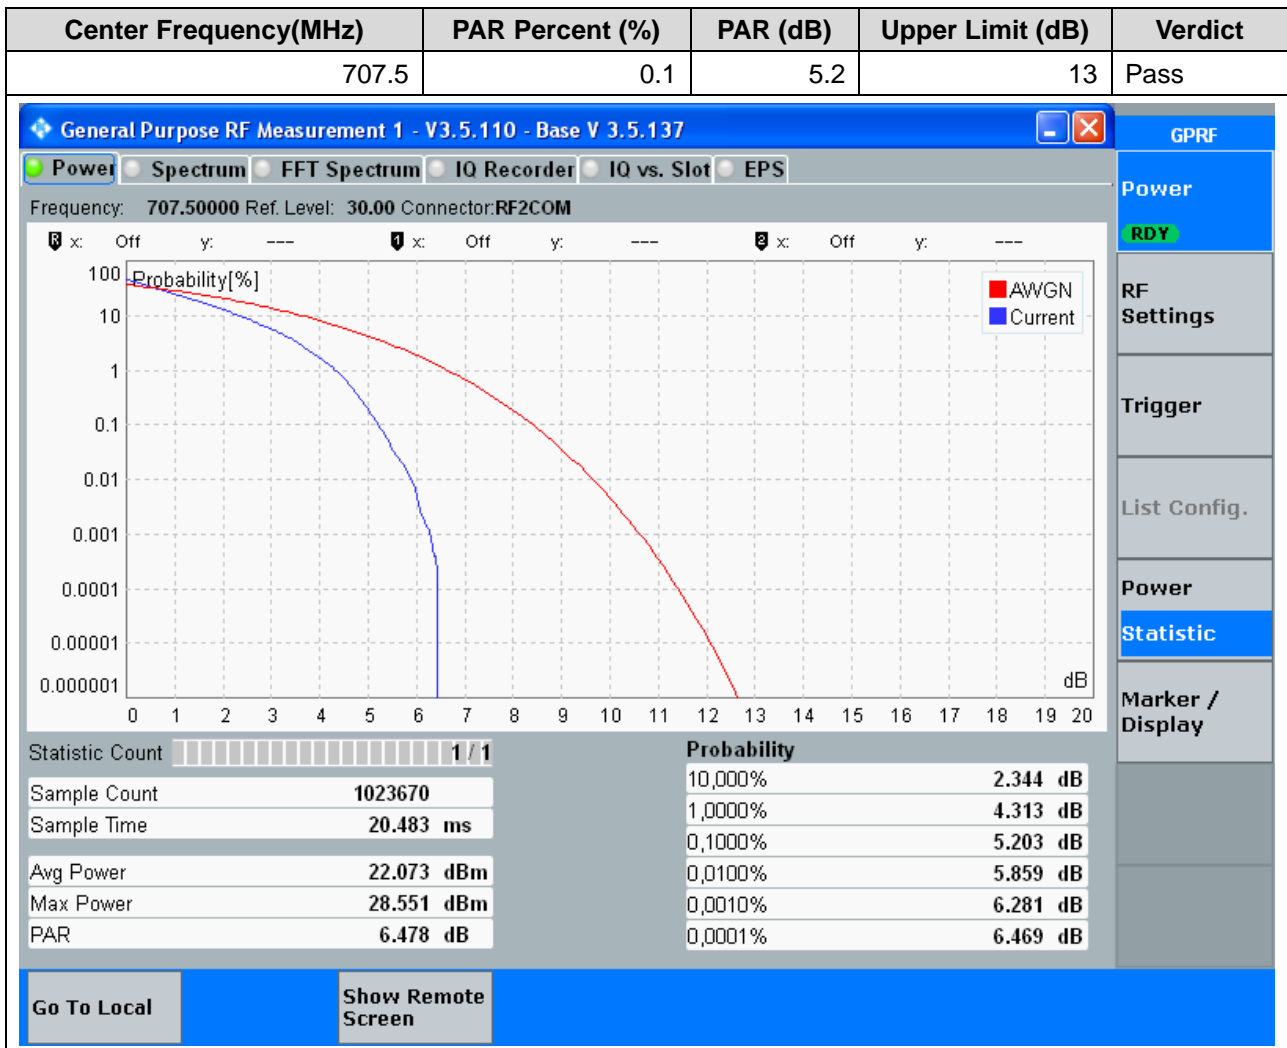 Center Frequency(MHz) PAR Percent (%) PAR (dB) Upper Limit (dB) Verdict
707.5 0.1 5.2 13 Pass
General Purpose RF Measurement 1 - V3.5.110 - Base V 3.5.137
GPRF
Power Spectrum FFT Spectrum IQ Recorder IQ vs. Slot EPS
Power
RDY
Frequency: 707.50000 Ref. Level: 30.00 Connector:RF2COM
R x: Off y: --- 1 x: Off y: --- 2 x: Off y: ---
Probability[%]
AWGN
Current
100
10
1
0.1
0.01
0.001
0.0001
0.00001
0.000001
dB
0 1 2 3 4 5 6 7 8 9 10 11 12 13 14 15 16 17 18 19 20
RF
Settings
Trigger
List Config.
Power
Statistic
Marker /
Display
Statistic Count 1 / 1
Sample Count 1023670
Sample Time 20.483 ms
Avg Power 22.073 dBm
Max Power 28.551 dBm
PAR 6.478 dB
Probability
10,000% 2.344 dB
1,0000% 4.313 dB
0,1000% 5.203 dB
0,0100% 5.859 dB
0,0010% 6.281 dB
0,0001% 6.469 dB
Go To Local
Show Remote
Screen